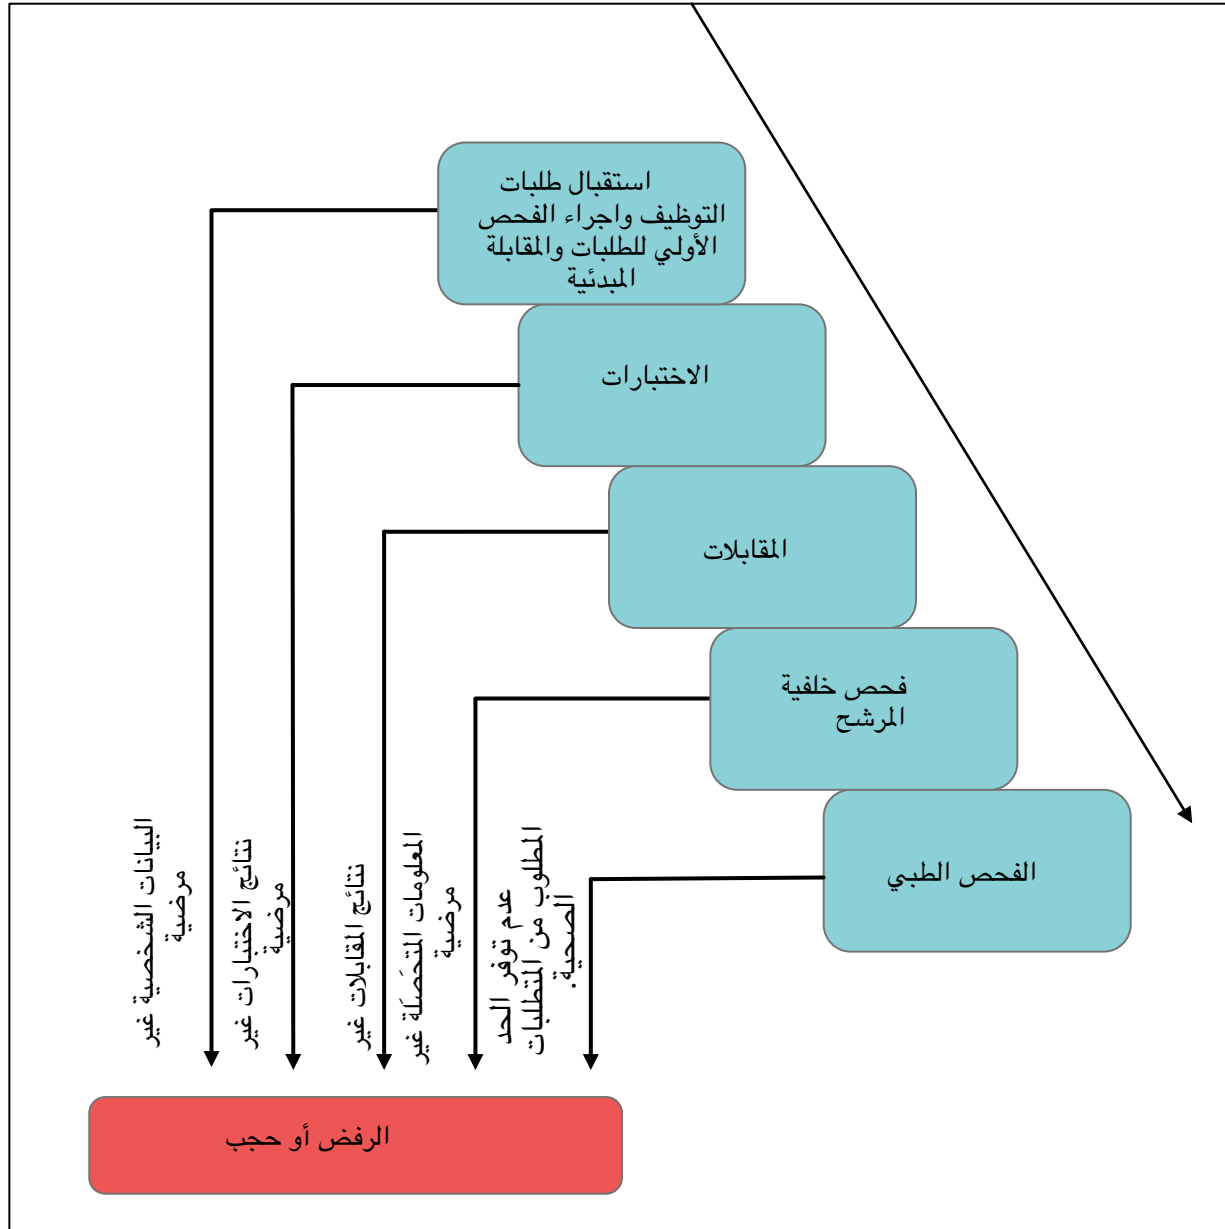 استقبال طلبات
التوظيف واجراء الفحص
الأولي للطلبات والمقابلة
المبدئية
الاختبارات
المقابلات
فحص خلفية
المرشح
الفحص الطبي
البيانات الشخصية غير
مرضية
نتائج الاختبارات غير
مرضية
نتائج المقابلات غير
المعلومات المتحصَلة غير
مرضية
عدم توفر الحد
المطلوب من المتطلبات
الصحية.
الرفض أو حجب